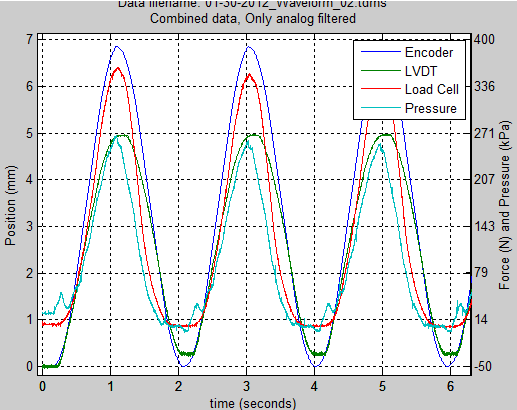 Data filename: 01-30-2012_Waveform_02.tdms
Combined data, Only analog filtered
7
6
5
4
3
2
1
0
Position (mm)
400
336
271
207
143
79
14
-50
Force (N) and Pressure (kPa)
Encoder
LVDT
Load Cell
Pressure
0
1
2
3
4
5
6
time (seconds)